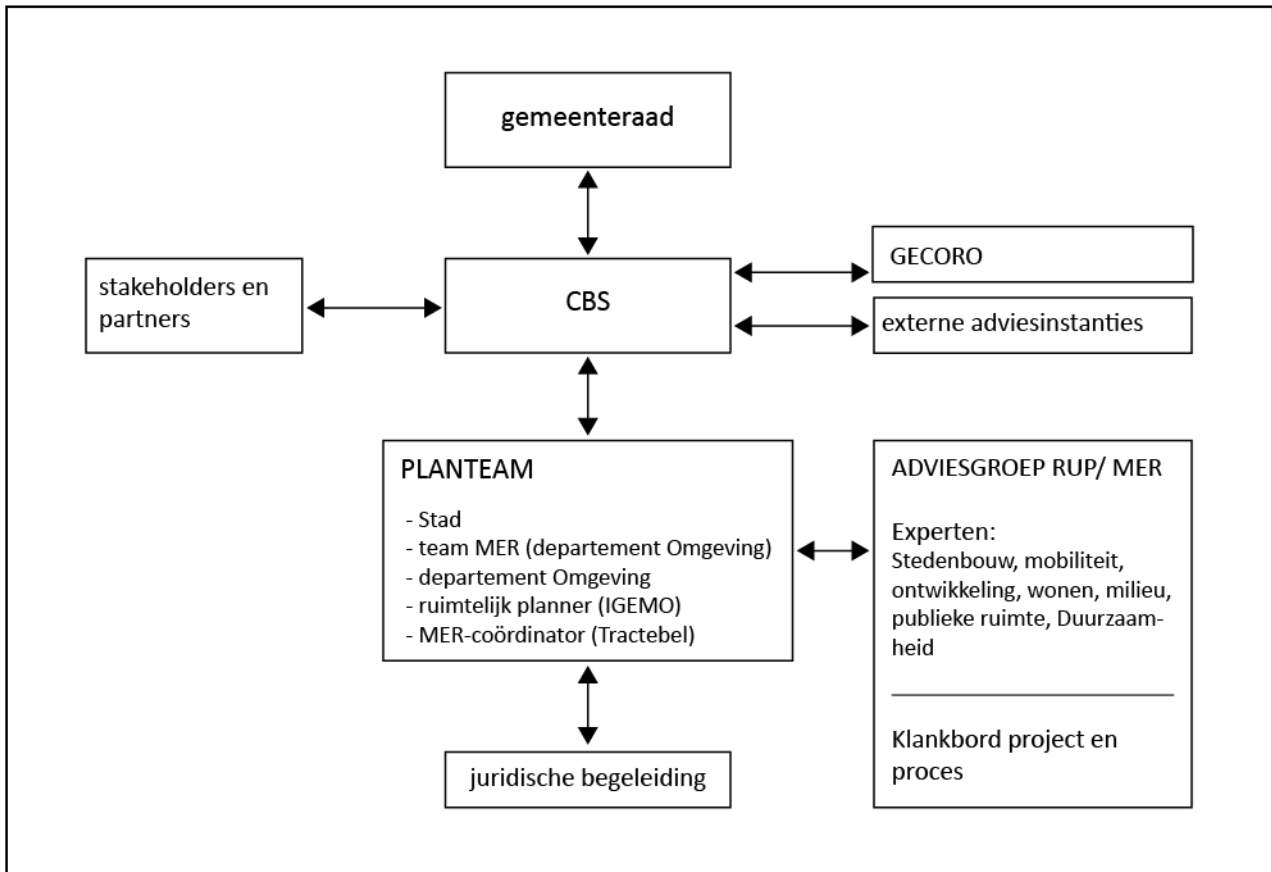 gemeenteraad
stakeholders en
partners
CBS
GECORO
externe adviesinstanties
PLANTEAM
- Stad
- team MER (departement Omgeving)
- departement Omgeving
- ruimtelijk planner (IGEMO)
- MER-coördinator (Tractebel)
ADVIESGROEP RUP/ MER
Experten:
Stedenbouw, mobiliteit,
ontwikkeling, wonen, milieu,
publieke ruimte, Duurzaam-
heid
Klankbord project en
proces
juridische begeleiding